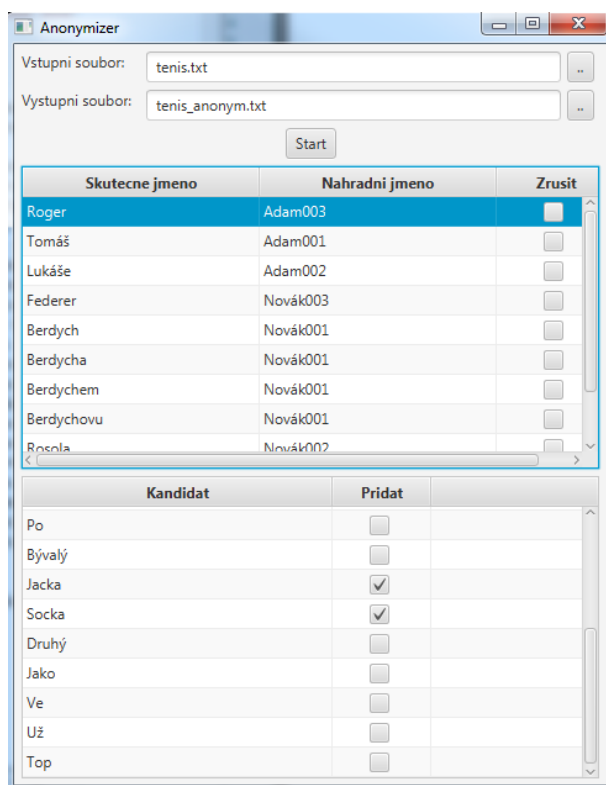 Anonymizer
Vstupni soubor: tenis.txt ..
Vystupni soubor: tenis_anonym.txt ..
Start
Skutecne jmeno Nahradni jmeno Zrusit
Roger Adam003
Tomáš Adam001
Lukáše Adam002
Federer Novák003
Berdych Novák001
Berdycha Novák001
Berdychem Novák001
Berdychovu Novák001
Rosola Novák002
Kandidat Pridat
Po
Bývalý
Jacka
Socka
Druhý
Jako
Ve
Už
Top